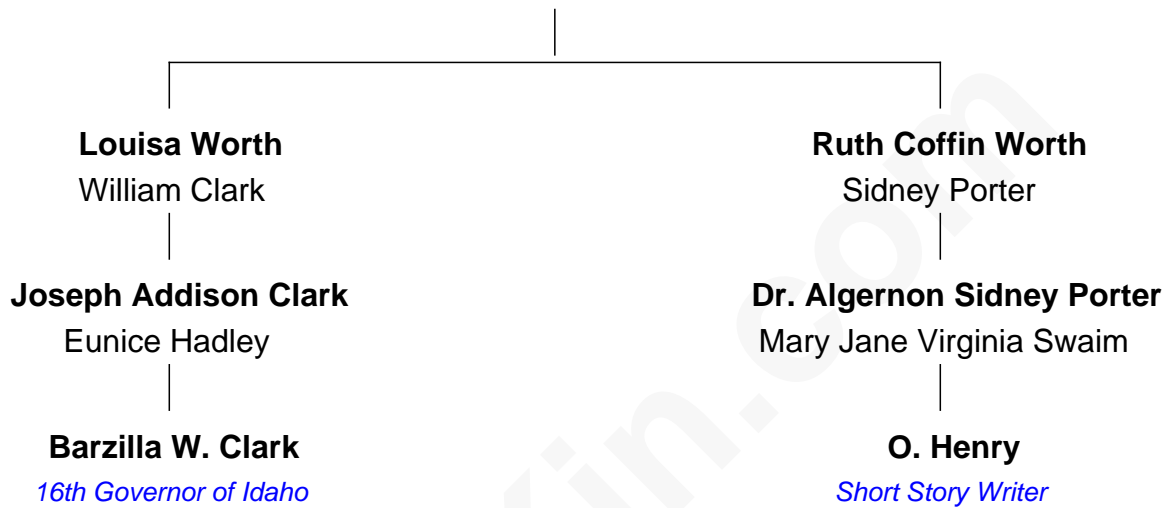 Louisa Worth
William Clark
Ruth Coffin Worth
Sidney Porter
Joseph Addison Clark
Eunice Hadley
Dr. Algernon Sidney Porter
Mary Jane Virginia Swaim
Barzilla W. Clark
16th Governor of Idaho
O. Henry
Short Story Writer